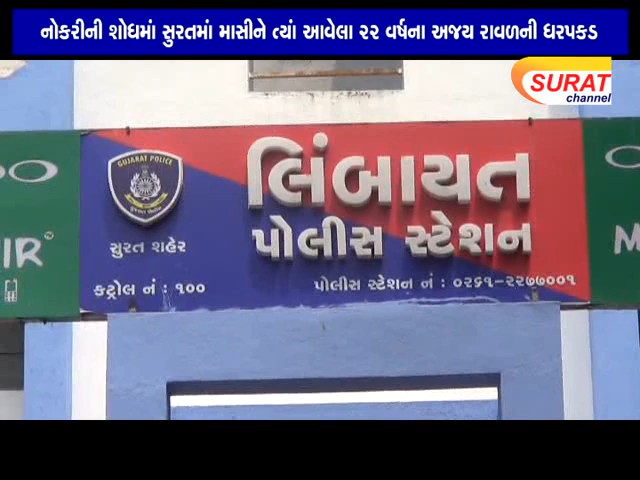 નોકરીની શોધમાં સુરતમાં માસીને ત્યાં આવેલા ૨૨ વર્ષના અજય રાવળની ધરપકડ
SURAT
channel
GUJARAT POLICE
લિંબાયત
પોલીસ સ્ટેશન
સુરત શહેર
કટ્રોલ નં : ૧૦૦
પોલીસ સ્ટેશન નં : ૦૨૬૧-૨૨૭૭૦૦૧